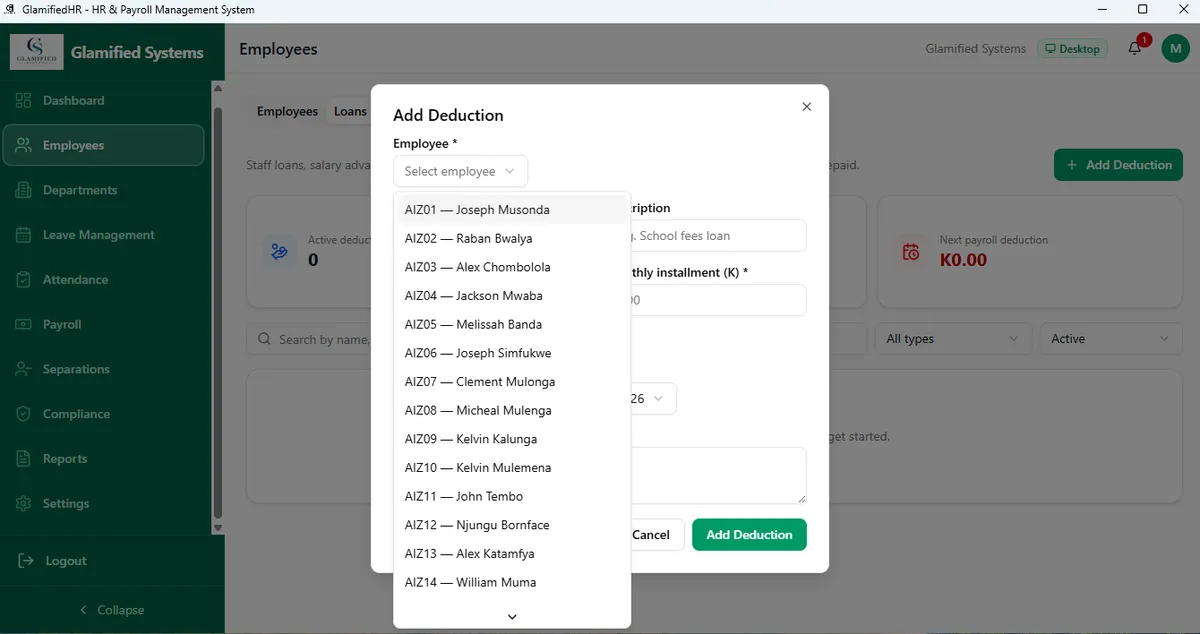 GlamifiedHR - HR & Payroll Management System
GLAMIFIED
Glamified Systems
Employees
Glamified Systems
Desktop
1
M
Dashboard
Employees
Departments
Leave Management
Attendance
Payroll
Separations
Compliance
Reports
Settings
Logout
Collapse
Employees Loans
Staff loans, salary adva
epaid.
+ Add Deduction
Active deduct
0
Next payroll deduction
K0.00
Search by name,
All types
Active
get started.
Add Deduction
Employee *
Select employee
AIZ01 — Joseph Musonda
AIZ02 — Raban Bwalya
AIZ03 — Alex Chombolola
AIZ04 — Jackson Mwaba
AIZ05 — Melissah Banda
AIZ06 — Joseph Simfukwe
AIZ07 — Clement Mulonga
AIZ08 — Micheal Mulenga
AIZ09 — Kelvin Kalunga
AIZ10 — Kelvin Mulemena
AIZ11 — John Tembo
AIZ12 — Njungu Bornface
AIZ13 — Alex Katamfya
AIZ14 — William Muma
ription
g. School fees loan
thly installment (K) *
00
26
Cancel
Add Deduction